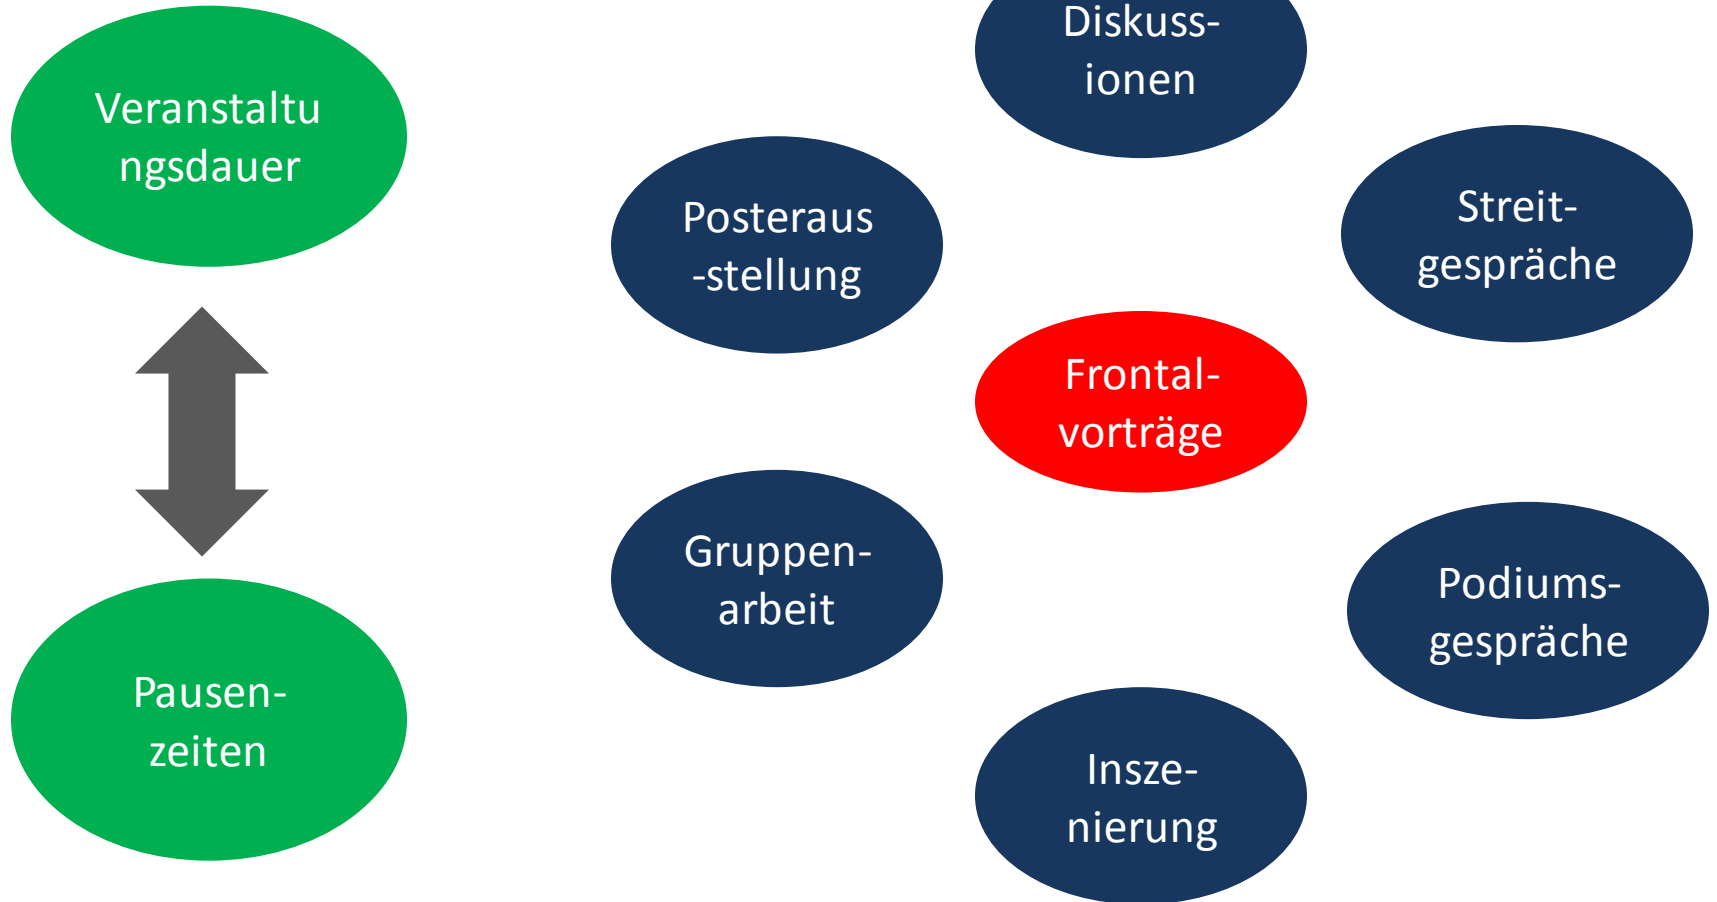 Veranstaltu
ngsdauer
Pausen-
zeiten
Diskuss-
ionen
Posteraus
-stellung
Streit-
gespräche
Frontal-
vorträge
Gruppen-
arbeit
Podiums-
gespräche
Insze-
nierung